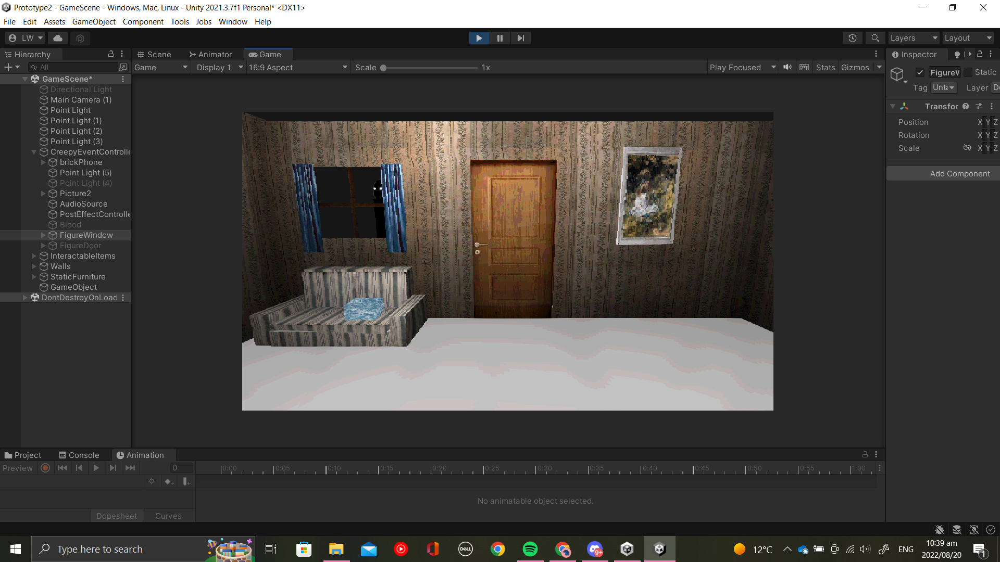 Prototype2 - GameScene - Windows, Mac, Linux - Unity 2021.3.7f1 Personal* <DX11>
File Edit Assets GameObject Component Tools Jobs Window Help
LW Layers Layout
Hierarchy Scene Animator Game Inspector
All Game Display 1 16:9 Aspect Scale 1x Play Focused Stats Gizmos
FigureW Static
GameScene*
Tag Unta Layer De
Directional Light
Main Camera (1)
Point Light
Transfor
Point Light (1)
Position X Y Z
Point Light (2)
Rotation X Y Z
Point Light (3)
Scale X Y Z
CreepyEventControlle
brickPhone
Point Light (5)
Add Component
Point Light (4)
Picture2
AudioSource
PostEffectControlle
Blood
FigureWindow
FigureDoor
InteractableItems
Walls
StaticFurniture
GameObject
DontDestroyOnLoad
Project Console Animation
Preview 0 0:00 0:05 0:10 0:15 0:20 0:25 0:30 0:35 0:40 0:45 0:50 0:55 1:00
No animatable object selected.
Dopesheet Curves
Type here to search DELL 9+ 12°C ENG 10:39 am
2022/08/20 1